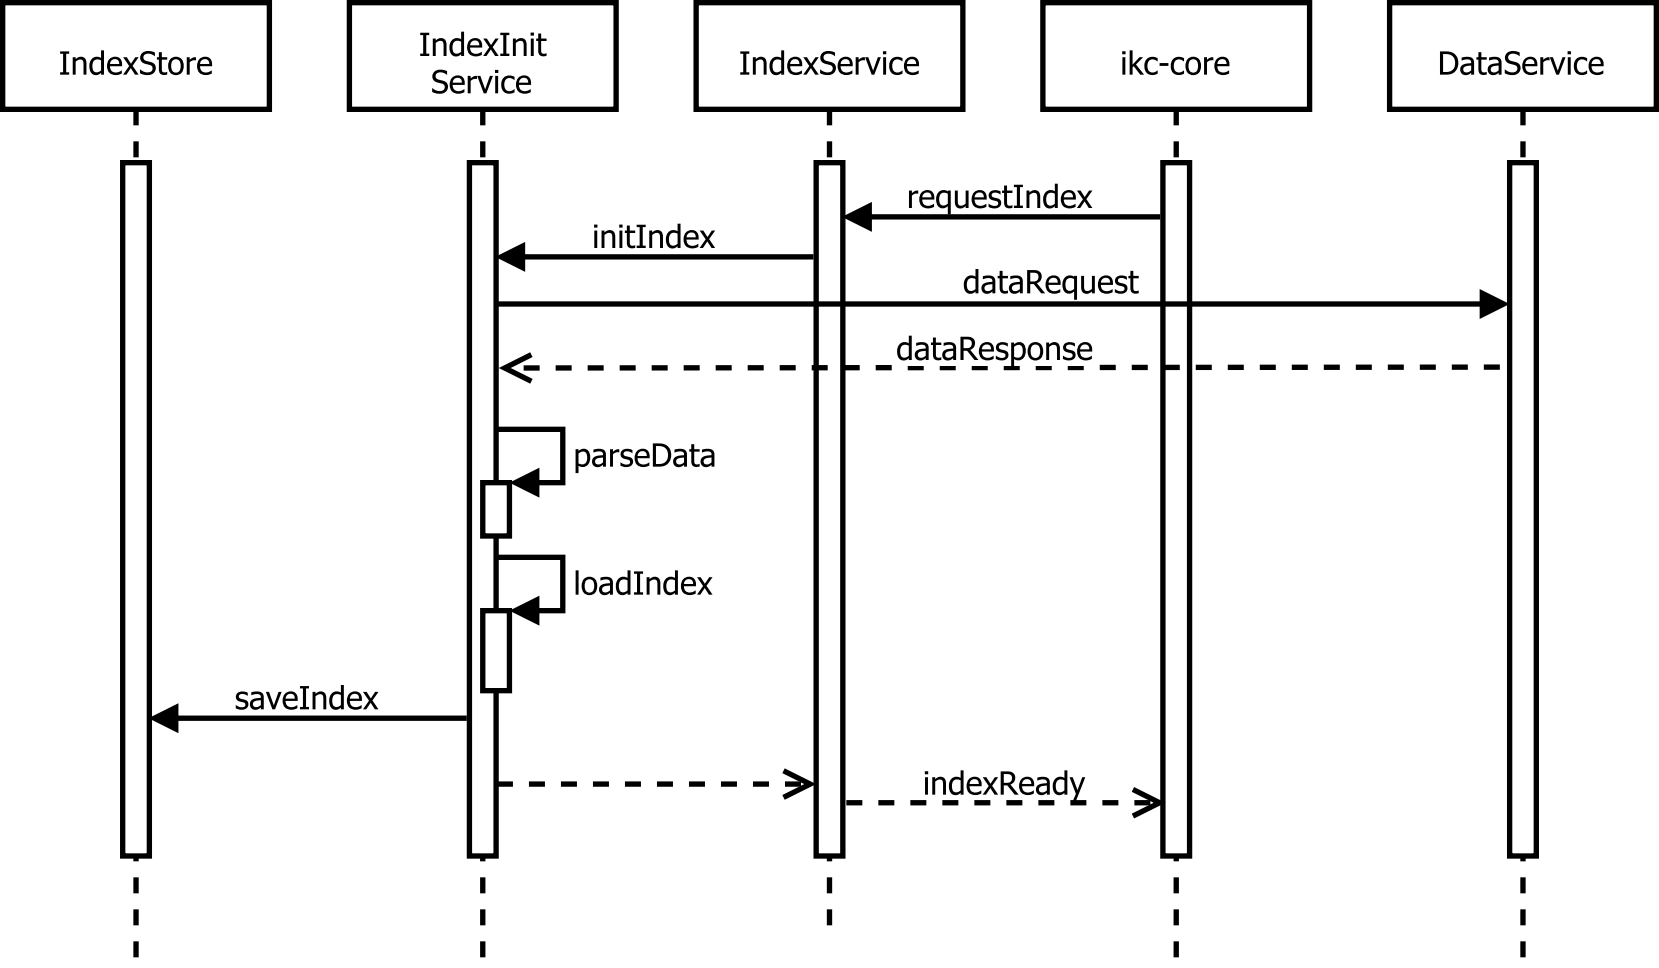 IndexStore
IndexInit
Service
IndexService
ikc-core
DataService
requestIndex
initIndex
dataRequest
dataResponse
parseData
loadIndex
saveIndex
indexReady